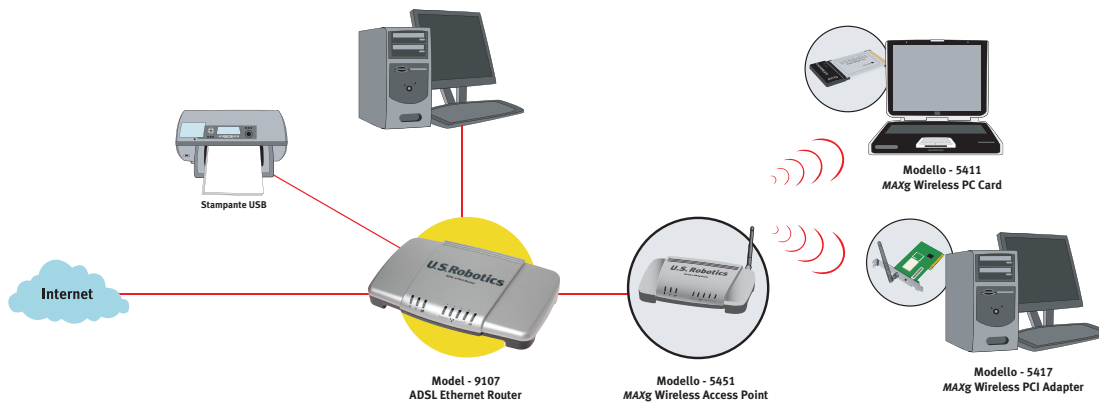 Stampante USB
Internet
U.S.Robotics
U.S.Robotics
Modello - 5411
MAXg Wireless PC Card
Model - 9107
ADSL Ethernet Router
Modello - 5451
MAXg Wireless Access Point
Modello - 5417
MAXg Wireless PCI Adapter